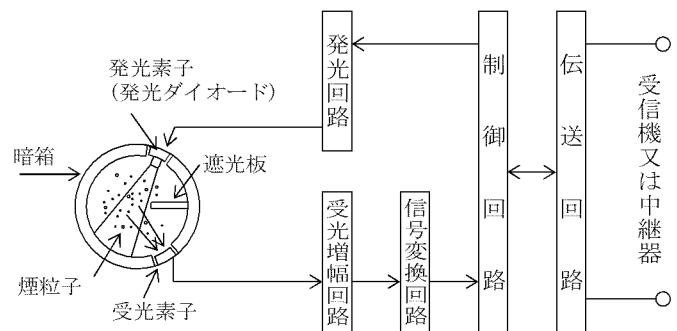 発光素子
(発光ダイオード)
暗箱
遮光板
煙粒子
受光素子
発光回路
受光増幅回路
信号変換回路
制御回路
伝送回路
受信機又は中継器